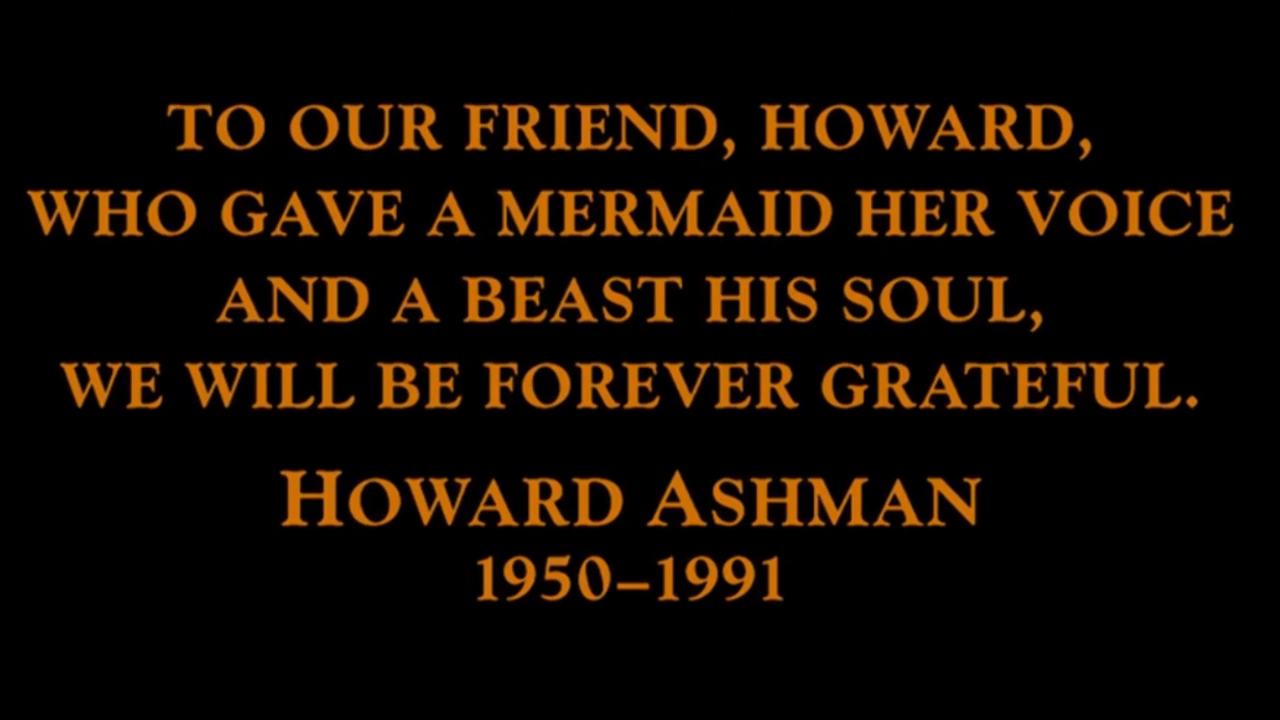 TO OUR FRIEND, HOWARD,
WHO GAVE A MERMAID HER VOICE
AND A BEAST HIS SOUL,
WE WILL BE FOREVER GRATEFUL.
HOWARD ASHMAN
1950–1991